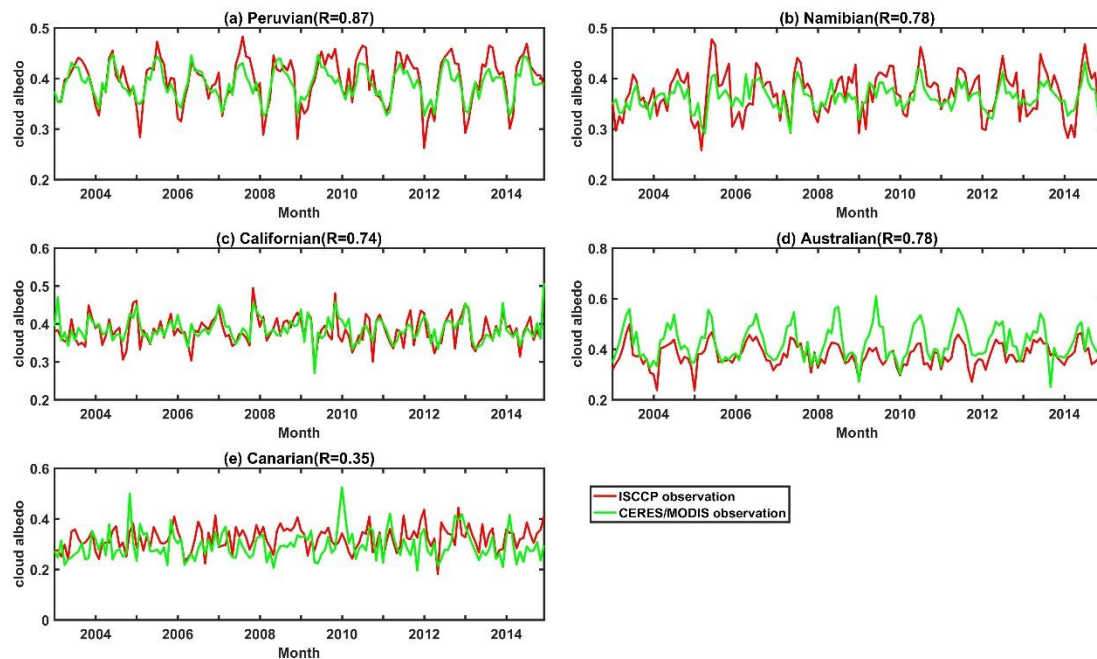 (a) Peruvian(R=0.87)
cloud albedo
0.5
0.4
0.3
0.2
2004 2006 2008 2010 2012 2014
Month
(b) Namibian(R=0.78)
cloud albedo
0.5
0.4
0.3
0.2
2004 2006 2008 2010 2012 2014
Month
(c) Californian(R=0.74)
cloud albedo
0.6
0.5
0.4
0.3
0.2
2004 2006 2008 2010 2012 2014
Month
(d) Australian(R=0.78)
cloud albedo
0.8
0.6
0.4
0.2
2004 2006 2008 2010 2012 2014
Month
(e) Canarian(R=0.35)
cloud albedo
0.6
0.4
0.2
0
2004 2006 2008 2010 2012 2014
Month
ISCCP observation
CERES/MODIS observation